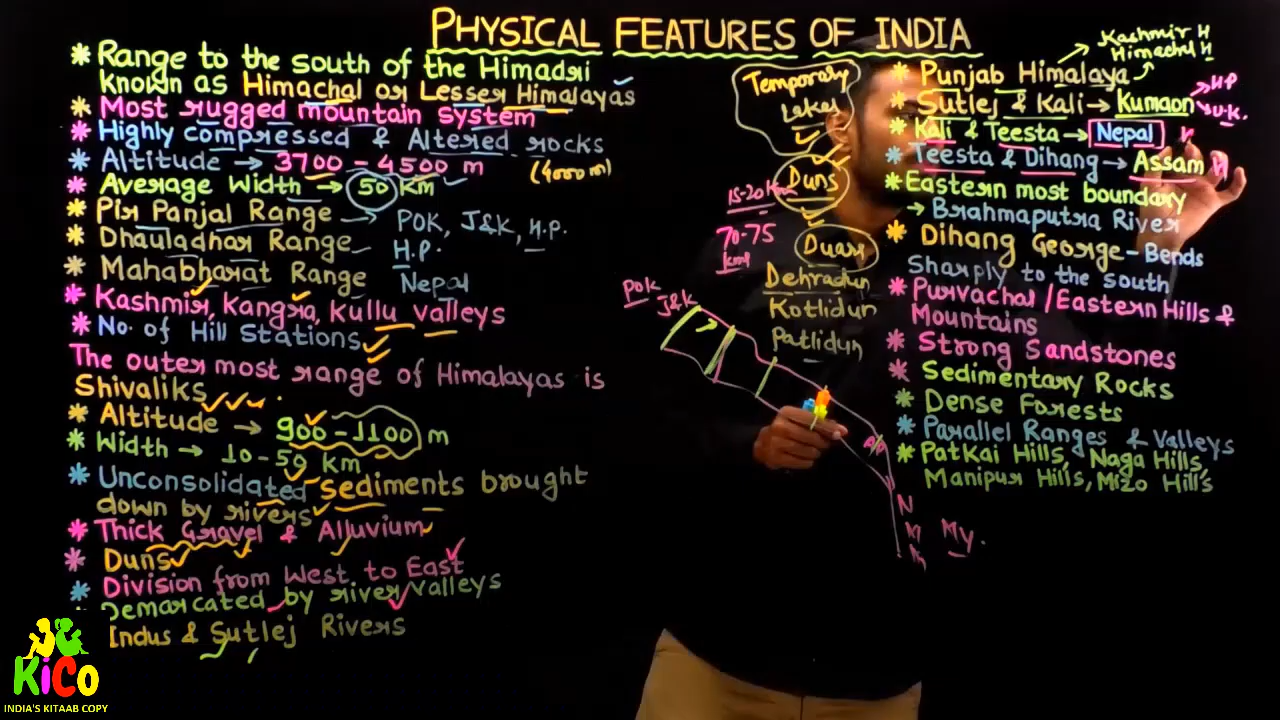 PHYSICAL FEATURES OF INDIA
* Range to the south of the Himadri
known as Himachal or Lesser Himalayas
* Most rugged mountain system
* Highly compressed & Altered rocks
* Altitude → 3700 - 4500 m (4000 m)
* Average Width → 50 Km
* Pir Panjal Range → POK, J&K, H.P.
* Dhauladhar Range - H.P.
* Mahabharat Range Nepal
* Kashmir, Kangra, Kullu valleys
* No. of Hill Stations
The outer most range of Himalayas is
Shivaliks
* Altitude → 900 - 1100 m
* Width → 10-50 km
* Unconsolidated sediments brought
down by rivers
* Thick Gravel & Alluvium
* Duns
* Division from West to East
* Demarcated by river valleys
Indus & Sutlej Rivers
KiCo
INDIA'S KITAAB COPY
Temporary
Lakes
Duns
15-20 Km
70-75
Km
Duars
Dehradun
Kotlidun
Patlidun
POK
J&K
N
M
My.
Kashmir H
Himachal H
* Punjab Himalaya
* Sutlej & Kali → Kumaon
H.P
U.K.
* Kali & Teesta → Nepal H
* Teesta & Dihang → Assam H
* Eastern most boundary
→ Brahmaputra River
* Dihang George - Bends
Sharply to the south
* Purvachal / Eastern Hills &
Mountains
* Strong Sandstones
* Sedimentary Rocks
* Dense Forests
* Parallel Ranges & Valleys
* Patkai Hills, Naga Hills,
Manipur Hills, Mizo Hill's